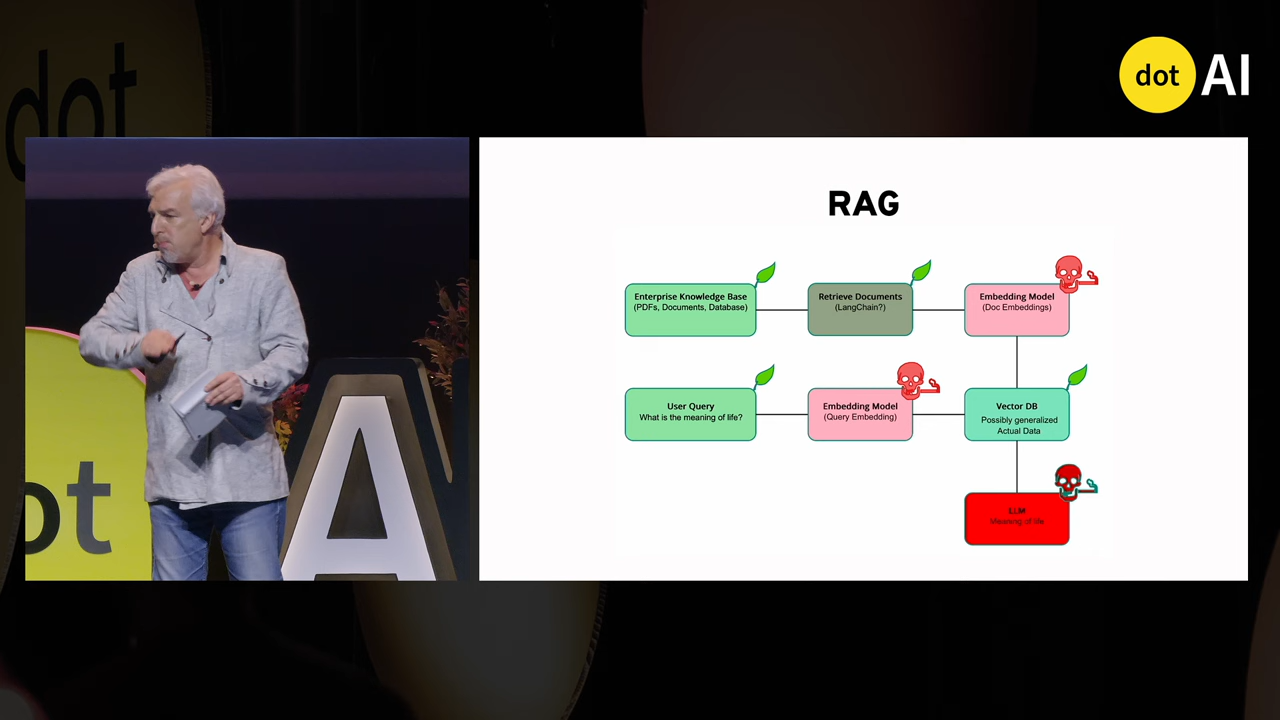 dot AI
dot
ot
A
RAG
Enterprise Knowledge Base
(PDFs, Documents, Database)
Retrieve Documents
(LangChain?)
Embedding Model
(Doc Embeddings)
User Query
What is the meaning of life?
Embedding Model
(Query Embedding)
Vector DB
Possibly generalized
Actual Data
LLM
Meaning of life